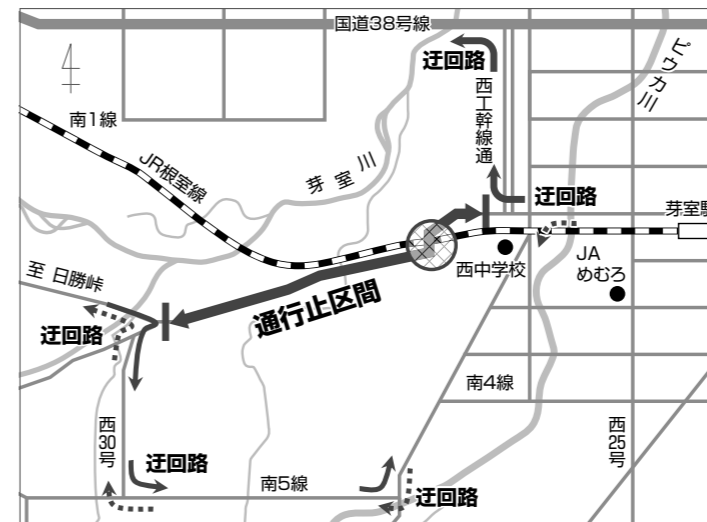 国道38号線
迂回路
ピウカ川
西工幹線通
南1線
JR根室線
芽室川
迂回路
芽室駅
西中学校
JA
めむろ
至 日勝峠
通行止区間
迂回路
南4線
西30号
西25号
迂回路
南5線
迂回路